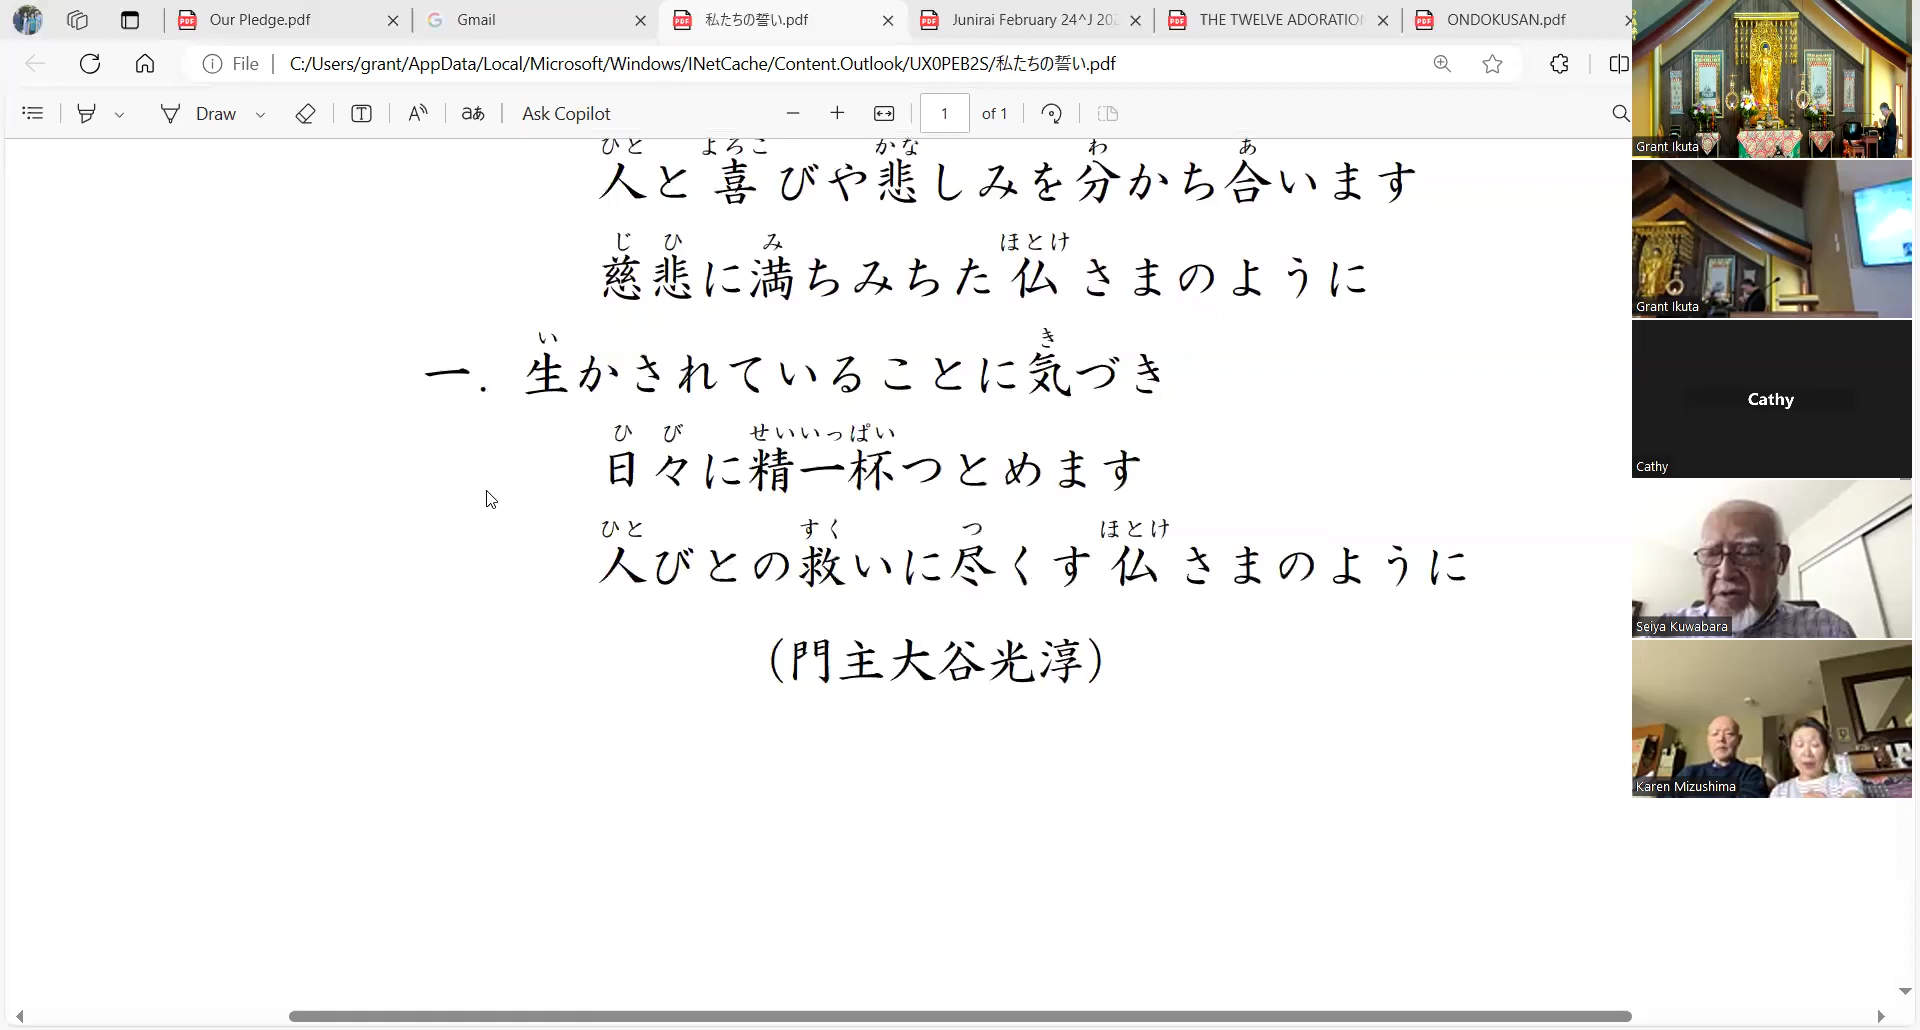 Our Pledge.pdf
Gmail
私たちの誓い.pdf
Junirai February 24^J 202
THE TWELVE ADORATIO
ONDOKUSAN.pdf
File
C:/Users/grant/AppData/Local/Microsoft/Windows/INetCache/Content.Outlook/UX0PEB2S/私たちの誓い.pdf
Draw
aあ
Ask Copilot
1
of 1
ひと よろこ かな わ あ
人と喜びや悲しみを分かち合います
じ ひ み ほとけ
慈悲に満ちみちた仏さまのように
い き
一. 生かされていることに気づき
ひ び せいいっぱい
日々に精一杯つとめます
ひと すく つ ほとけ
人びとの救いに尽くす仏さまのように
(門主大谷光淳)
Grant Ikuta
Grant Ikuta
Cathy
Cathy
Seiya Kuwabara
Karen Mizushima